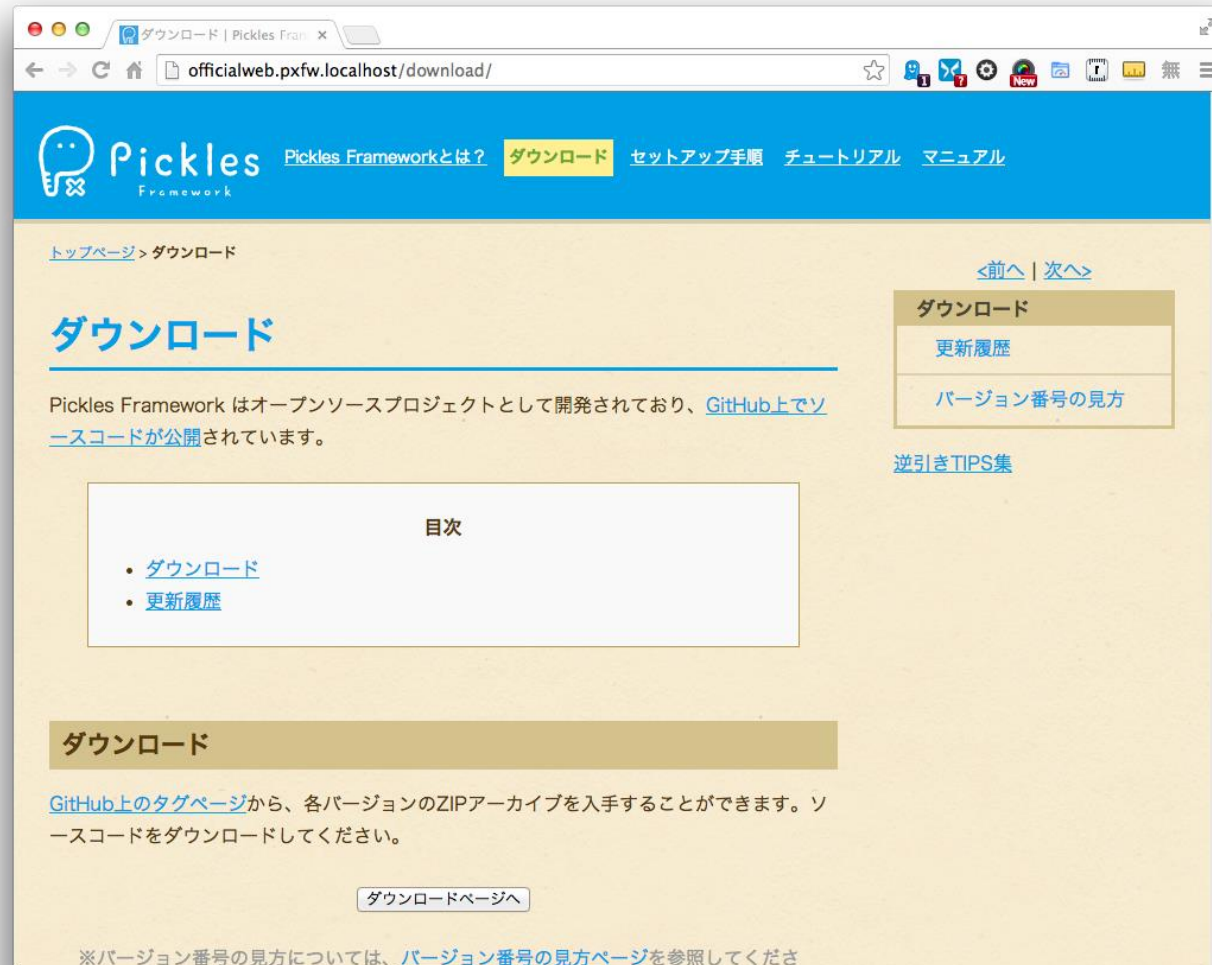 ダウンロード | Pickles Fran
officialweb.pxfw.localhost/download/
1
?
New
無
Pickles
Framework
Pickles Frameworkとは？ ダウンロード セットアップ手順 チュートリアル マニュアル
トップページ > ダウンロード
ダウンロード
Pickles Framework はオープンソースプロジェクトとして開発されており、GitHub上でソ
ースコードが公開されています。
目次
• ダウンロード
• 更新履歴
ダウンロード
GitHub上のタグページから、各バージョンのZIPアーカイブを入手することができます。ソ
ースコードをダウンロードしてください。
ダウンロードページへ
※バージョン番号の見方については、バージョン番号の見方ページを参照してくださ
<前へ | 次へ>
ダウンロード
更新履歴
バージョン番号の見方
逆引きTIPS集